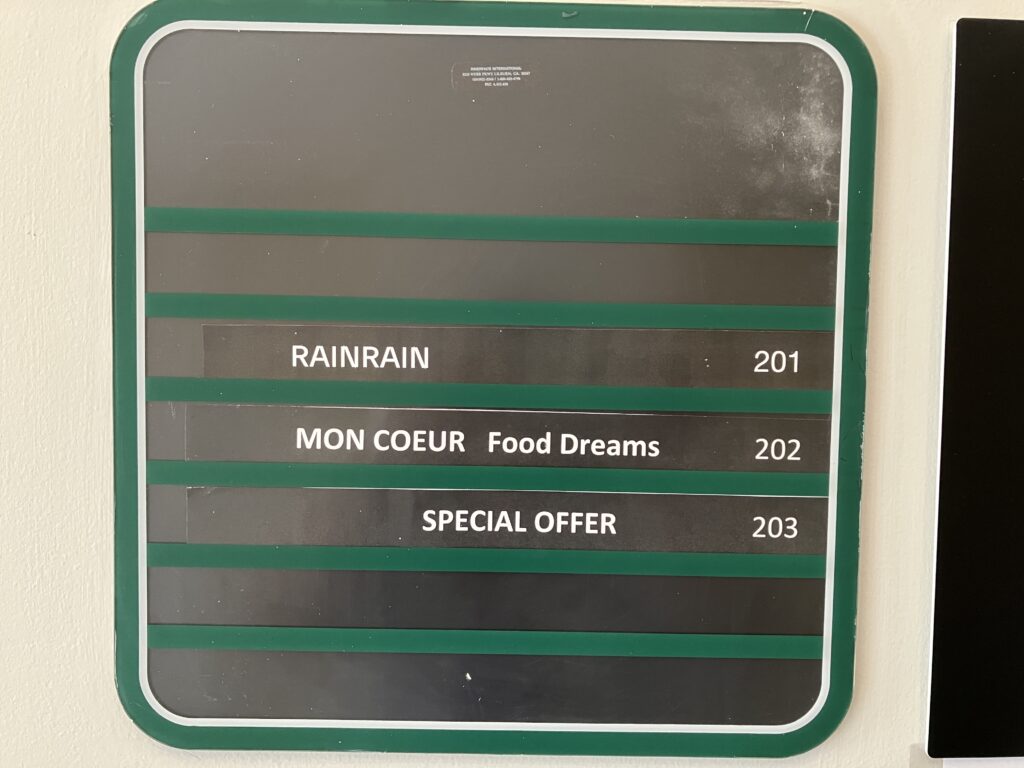 RAINRAIN 201
MON COEUR Food Dreams 202
SPECIAL OFFER 203